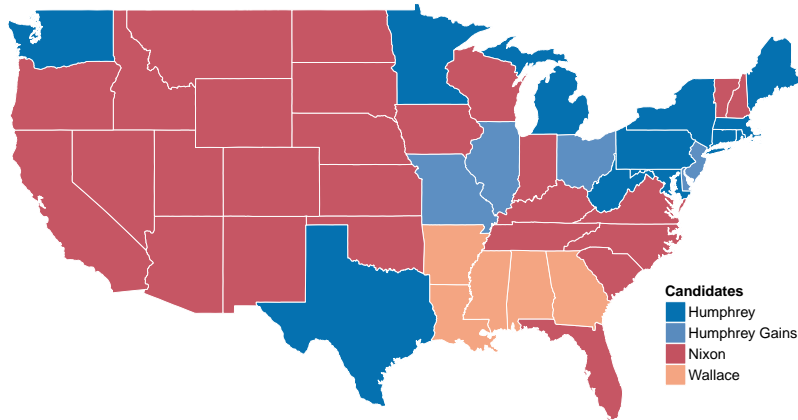 Candidates
Humphrey
Humphrey Gains
Nixon
Wallace